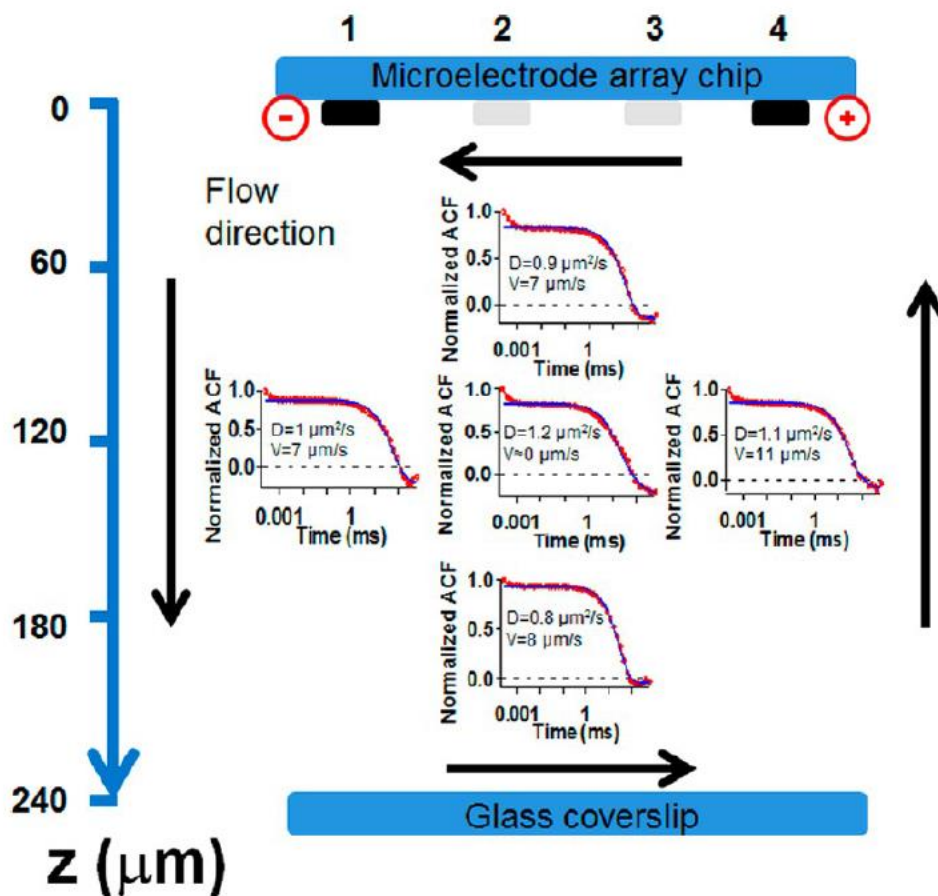 1 2 3 4
Microelectrode array chip
- +
0
60
120
180
240
z (μm)
Flow
direction
Normalized ACF
1.0
0.5
0.0
D=0.9 μm²/s
V=7 μm/s
0.001 1
Time (ms)
Normalized ACF
1.0
0.5
0.0
D=1 μm²/s
V=7 μm/s
0.001 1
Time (ms)
Normalized ACF
1.0
0.5
0.0
D=1.2 μm²/s
V≈0 μm/s
0.001 1
Time (ms)
Normalized ACF
1.0
0.5
0.0
D=1.1 μm²/s
V=11 μm/s
0.001 1
Time (ms)
Normalized ACF
1.0
0.5
0.0
D=0.8 μm²/s
V=8 μm/s
0.001 1
Time (ms)
Glass coverslip